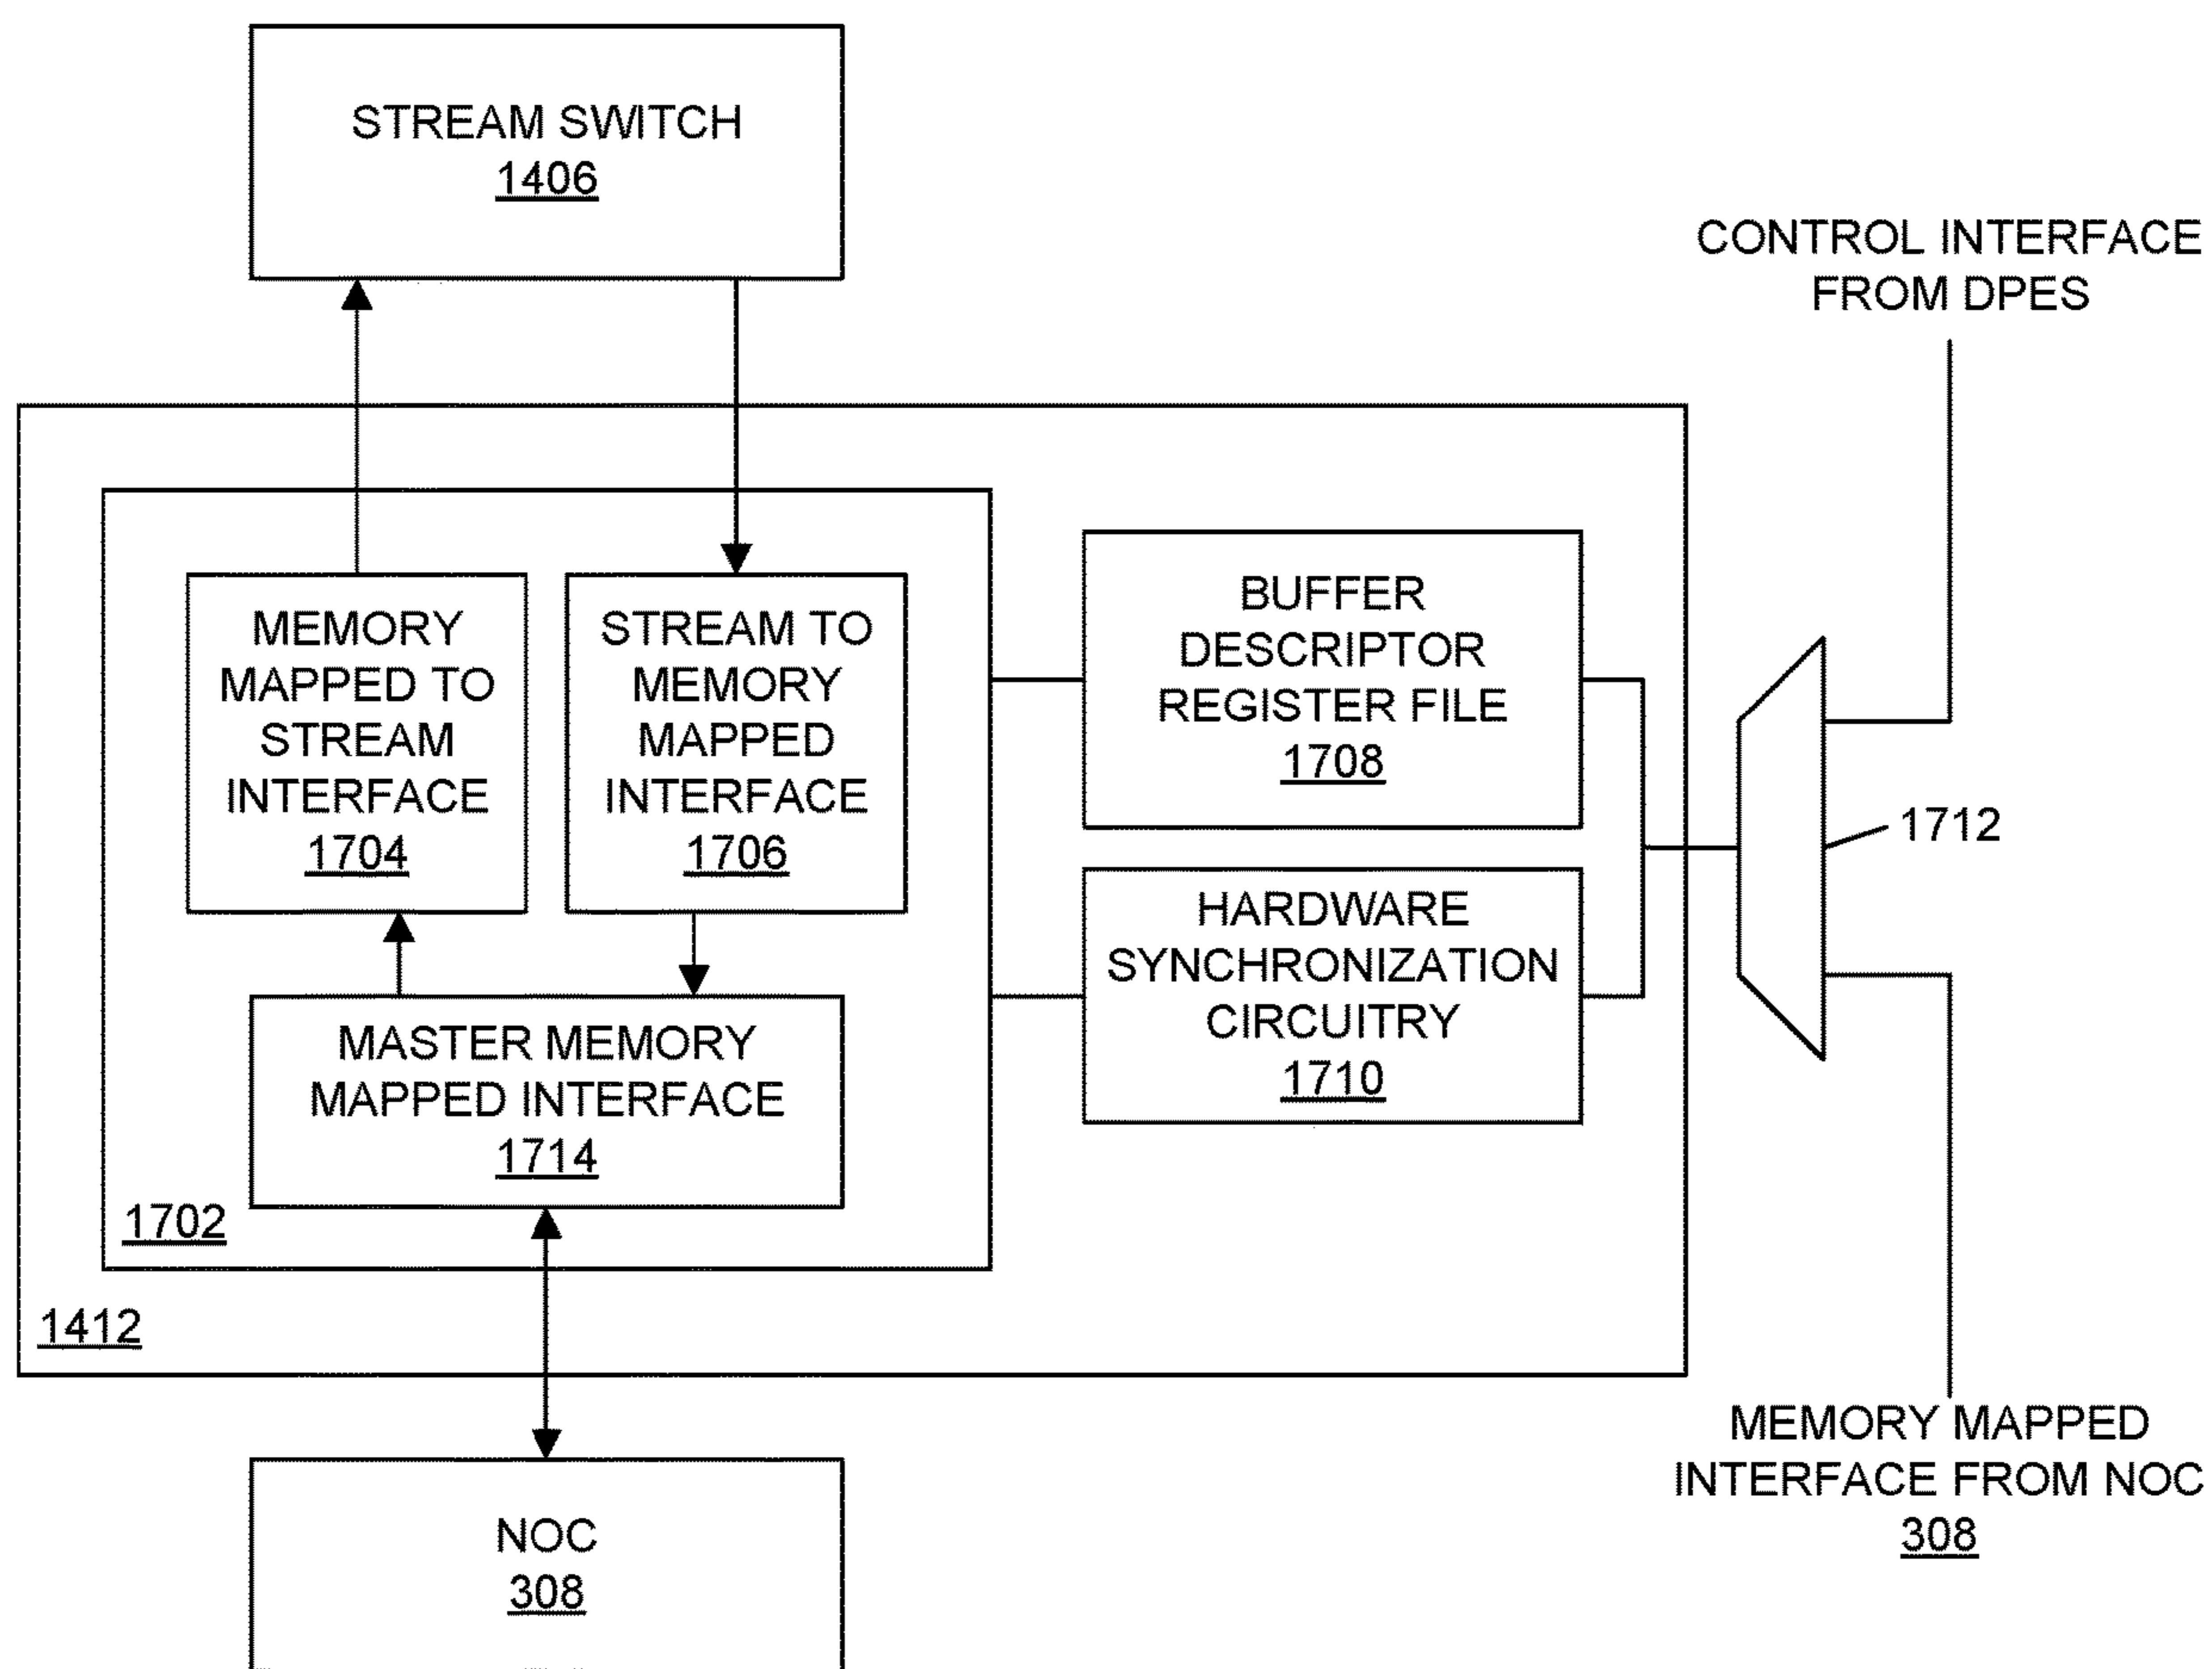 STREAM SWITCH
1406
CONTROL INTERFACE
FROM DPES
MEMORY
MAPPED TO
STREAM
INTERFACE
1704
STREAM TO
MEMORY
MAPPED
INTERFACE
1706
BUFFER
DESCRIPTOR
REGISTER FILE
1708
1712
HARDWARE
SYNCHRONIZATION
CIRCUITRY
1710
MASTER MEMORY
MAPPED INTERFACE
1714
1702
1412
MEMORY MAPPED
INTERFACE FROM NOC
308
NOC
308